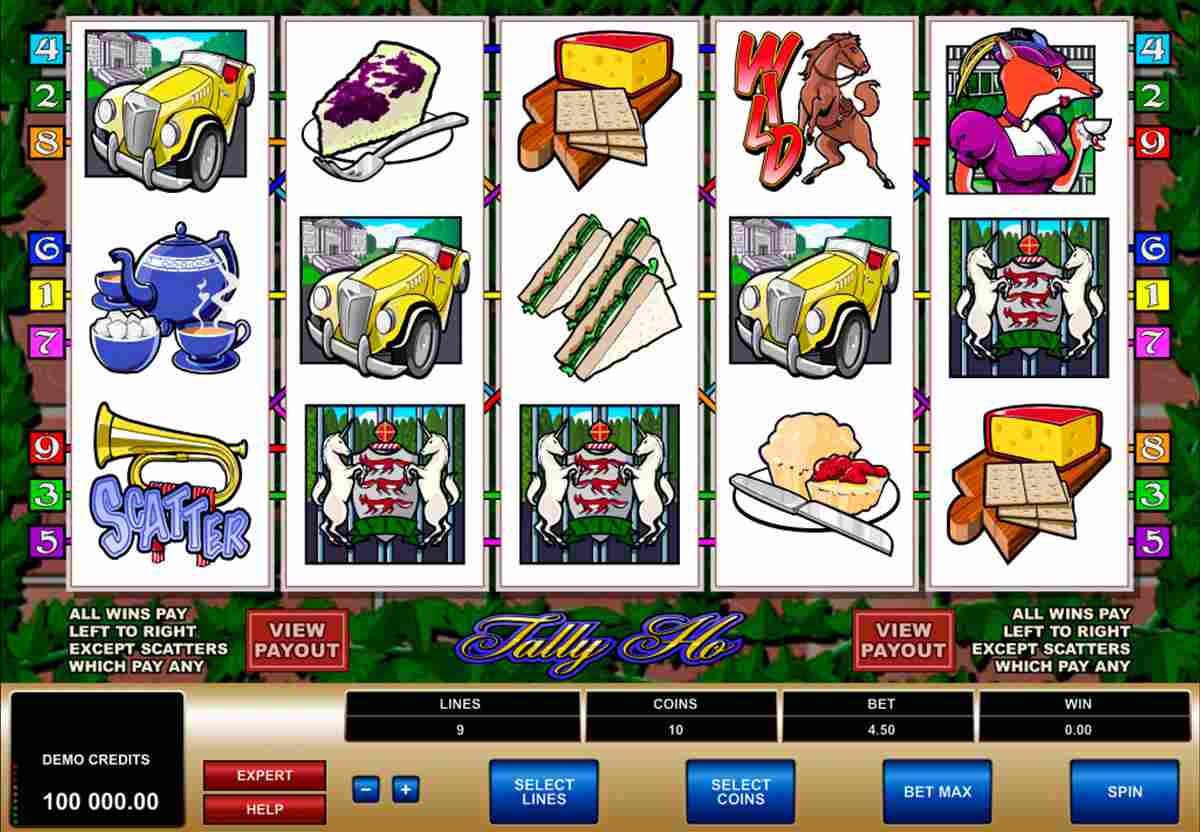 WILD
SCATTER
4
2
8
6
1
7
9
3
5
4
2
9
6
1
7
8
3
5
ALL WINS PAY
LEFT TO RIGHT
EXCEPT SCATTERS
WHICH PAY ANY
VIEW
PAYOUT
Tally Ho
VIEW
PAYOUT
ALL WINS PAY
LEFT TO RIGHT
EXCEPT SCATTERS
WHICH PAY ANY
LINES
9
COINS
10
BET
4.50
WIN
0.00
DEMO CREDITS
100 000.00
EXPERT
HELP
−
+
SELECT
LINES
SELECT
COINS
BET MAX
SPIN